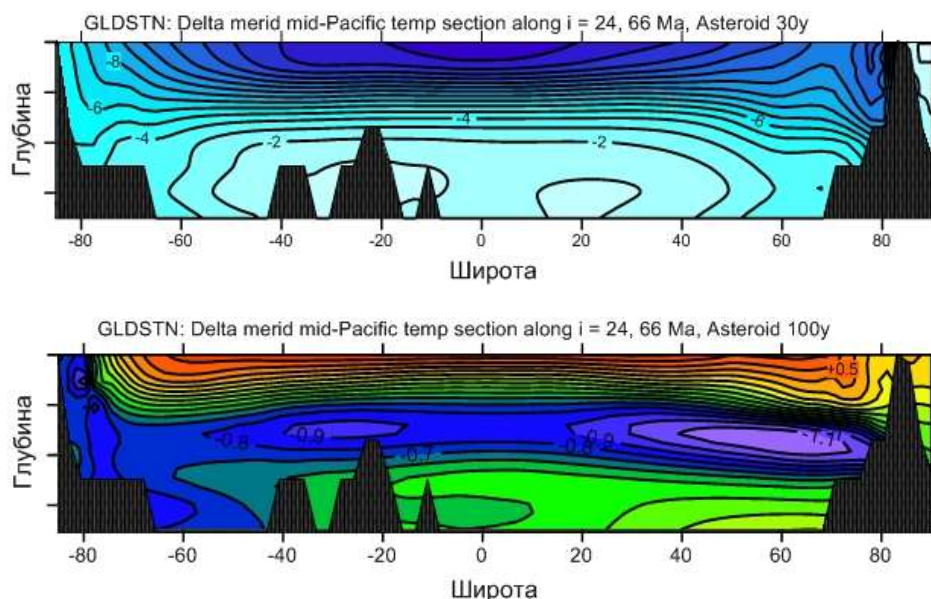 GLDSTN: Delta merid mid-Pacific temp section along i = 24, 66 Ma, Asteroid 30y
Глубина
-8
-6
-4
-2
-4
-2
-6
-80 -60 -40 -20 0 20 40 60 80
Широта
GLDSTN: Delta merid mid-Pacific temp section along i = 24, 66 Ma, Asteroid 100y
Глубина
+0.5
-0.8
-0.9
-0.7
-0.8
-0.9
-1.1
-80 -60 -40 -20 0 20 40 60 80
Широта